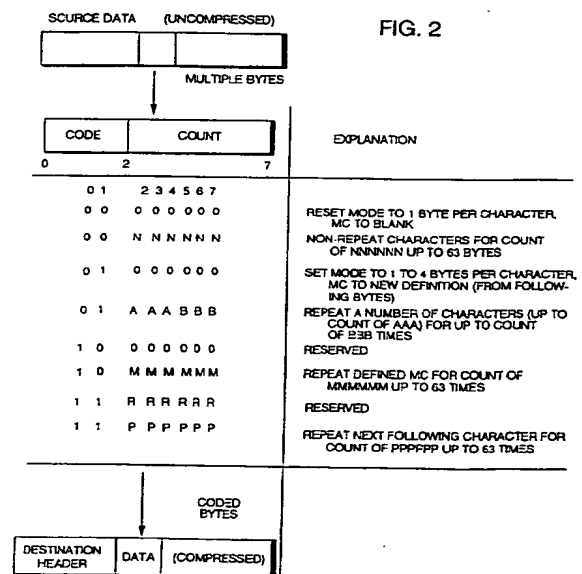 SCURCE DATA (UNCOMPRESSED)
FIG. 2
MULTIPLE BYTES
CODE COUNT
EXPLANATION
0 2 7
0 1 2 3 4 5 6 7
0 0 0 0 0 0 0 0
RESET MODE TO 1 BYTE PER CHARACTER,
MC TO BLANK
0 0 N N N N N N
NON-REPEAT CHARACTERS FOR COUNT
OF NNNNNN UP TO 63 BYTES
0 1 0 0 0 0 0 0
SET MODE TO 1 TO 4 BYTES PER CHARACTER,
MC TO NEW DEFINITION (FROM FOLLOW-
ING BYTES)
0 1 A A A B B B
REPEAT A NUMBER OF CHARACTERS (UP TO
COUNT OF AAA) FOR UP TO COUNT
OF BBB TIMES
1 0 0 0 0 0 0 0
RESERVED
1 0 M M M M M M
REPEAT DEFINED MC FOR COUNT OF
MMMMMM UP TO 63 TIMES
1 1 R R R R R R
RESERVED
1 1 P P P P P P
REPEAT NEXT FOLLOWING CHARACTER FOR
COUNT OF PPPFPP UP TO 63 TIMES
CODED
BYTES
DESTINATION
HEADER
DATA
(COMPRESSED)